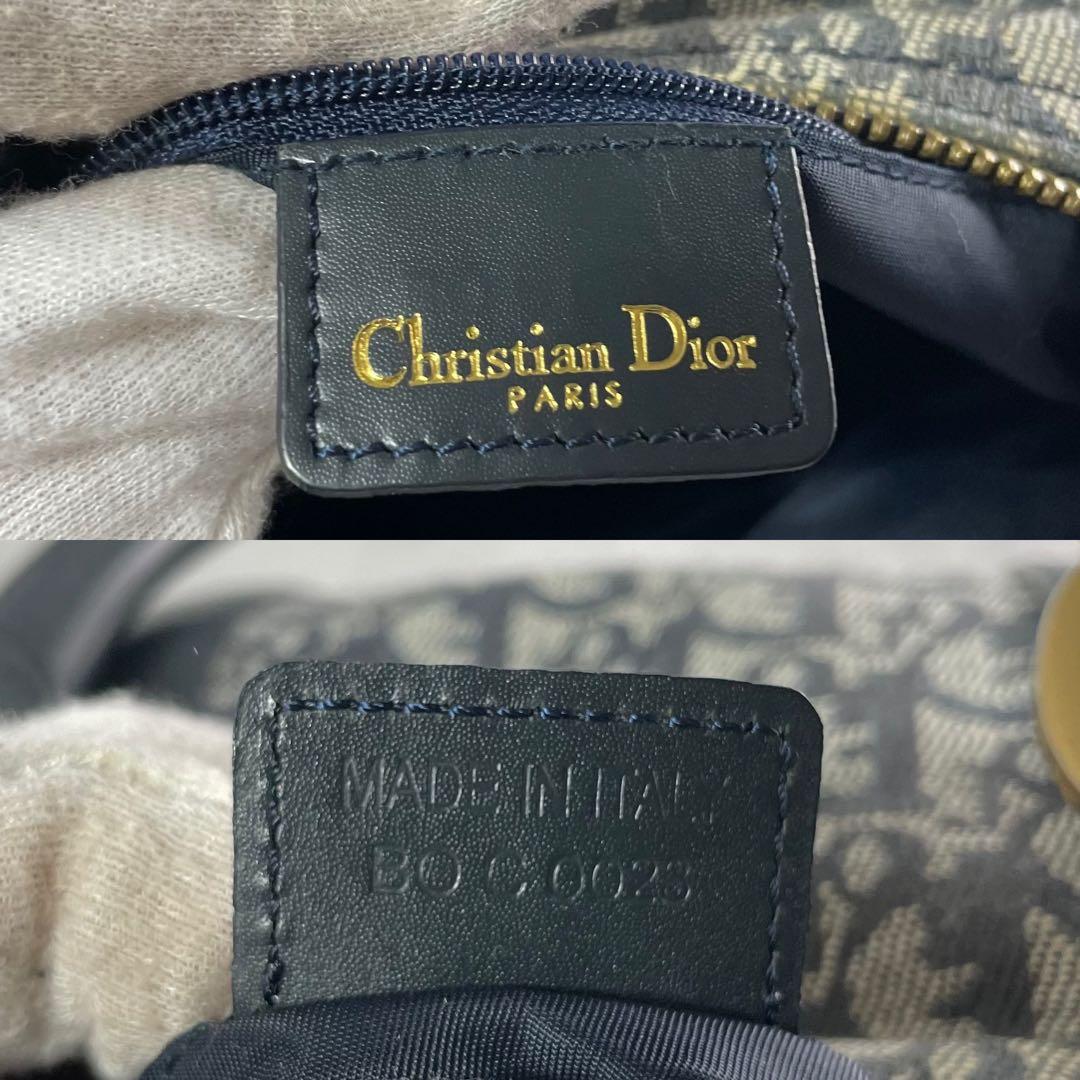 Christian Dior
PARIS
MADE IN ITALY
BO C 0023